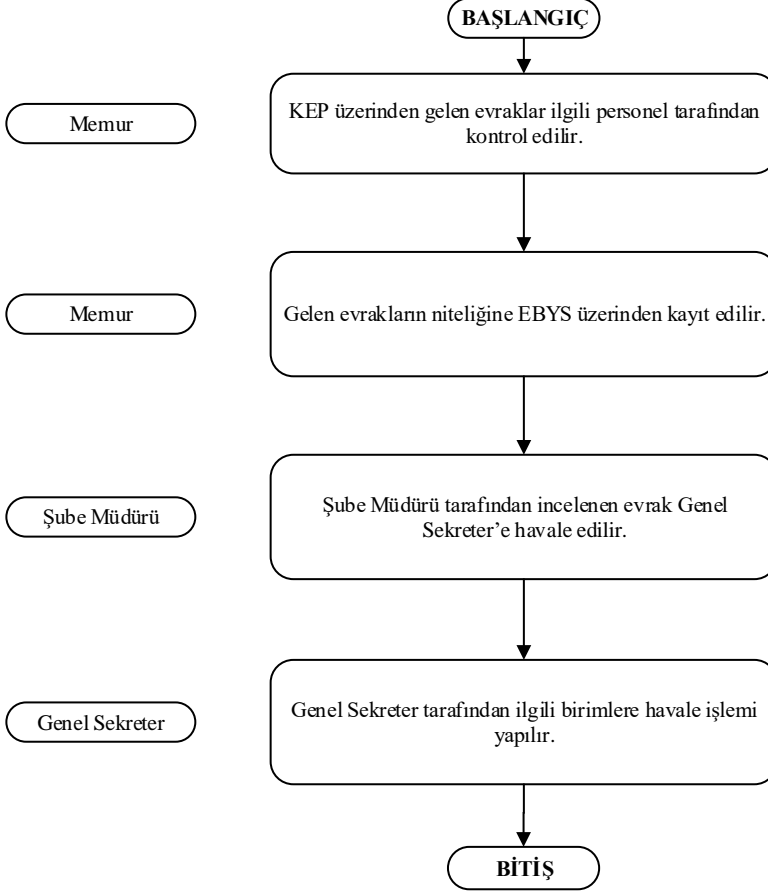 BAŞLANGIÇ
Memur
KEP üzerinden gelen evraklar ilgili personel tarafından
kontrol edilir.
Memur
Gelen evrakların niteliğine EBYS üzerinden kayıt edilir.
Şube Müdürü
Şube Müdürü tarafından incelenen evrak Genel
Sekreter’e havale edilir.
Genel Sekreter
Genel Sekreter tarafından ilgili birimlere havale işlemi
yapılır.
BİTİŞ